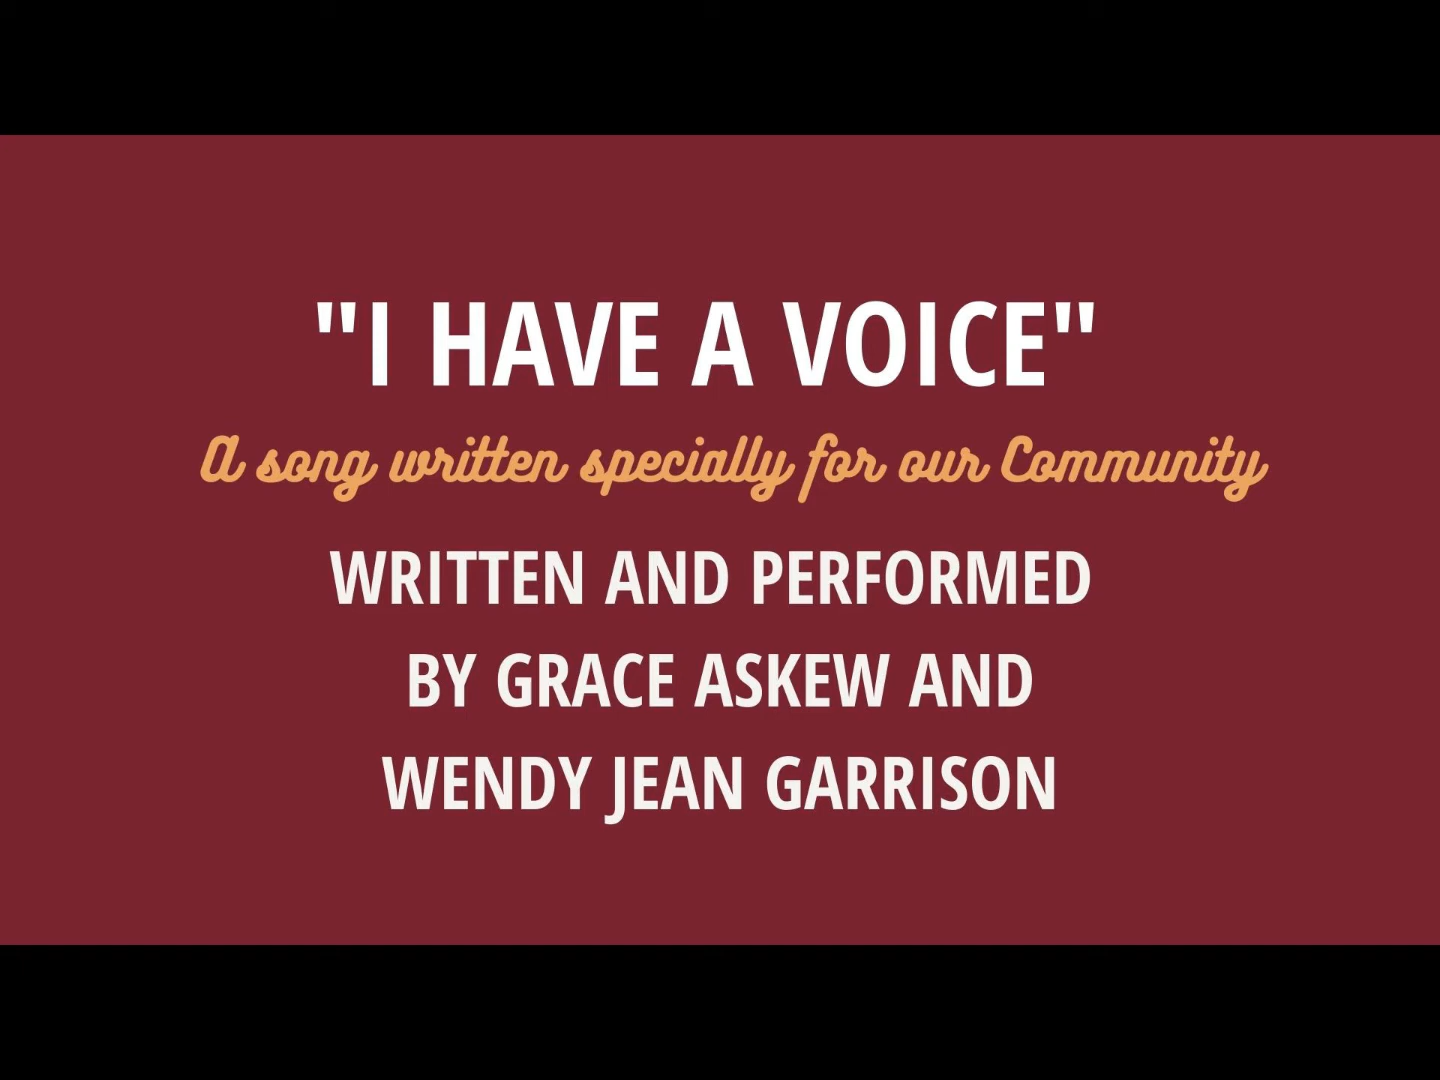 "I HAVE A VOICE"
A song written specially for our Community
WRITTEN AND PERFORMED
BY GRACE ASKEW AND
WENDY JEAN GARRISON